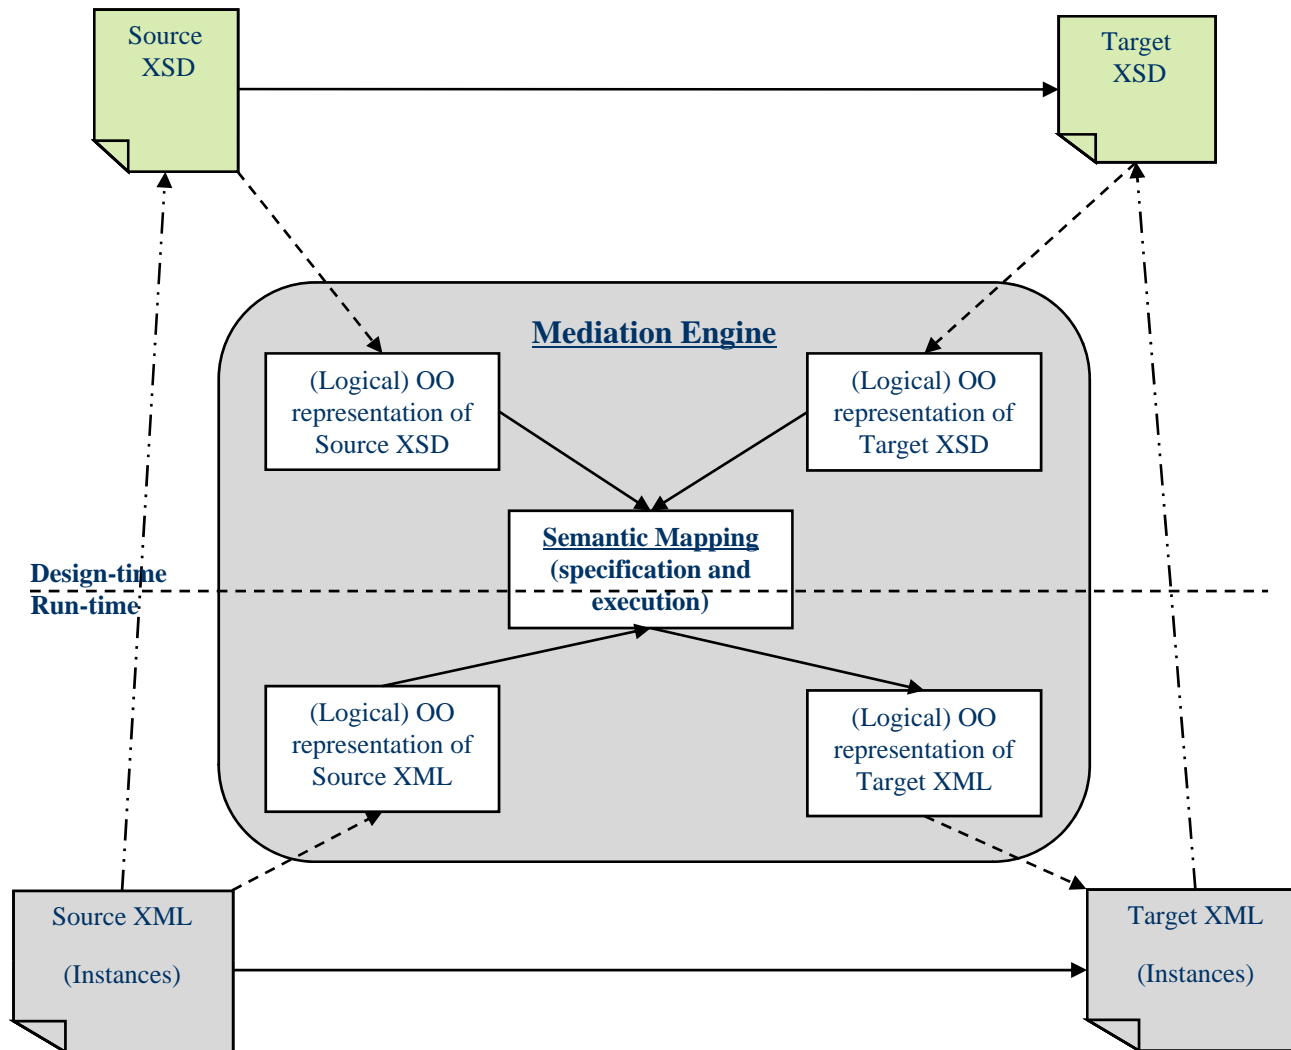 Source
XSD
Target
XSD
Mediation Engine
(Logical) OO
representation of
Source XSD
(Logical) OO
representation of
Target XSD
Semantic Mapping
(specification and
execution)
Design-time
Run-time
(Logical) OO
representation of
Source XML
(Logical) OO
representation of
Target XML
Source XML
(Instances)
Target XML
(Instances)